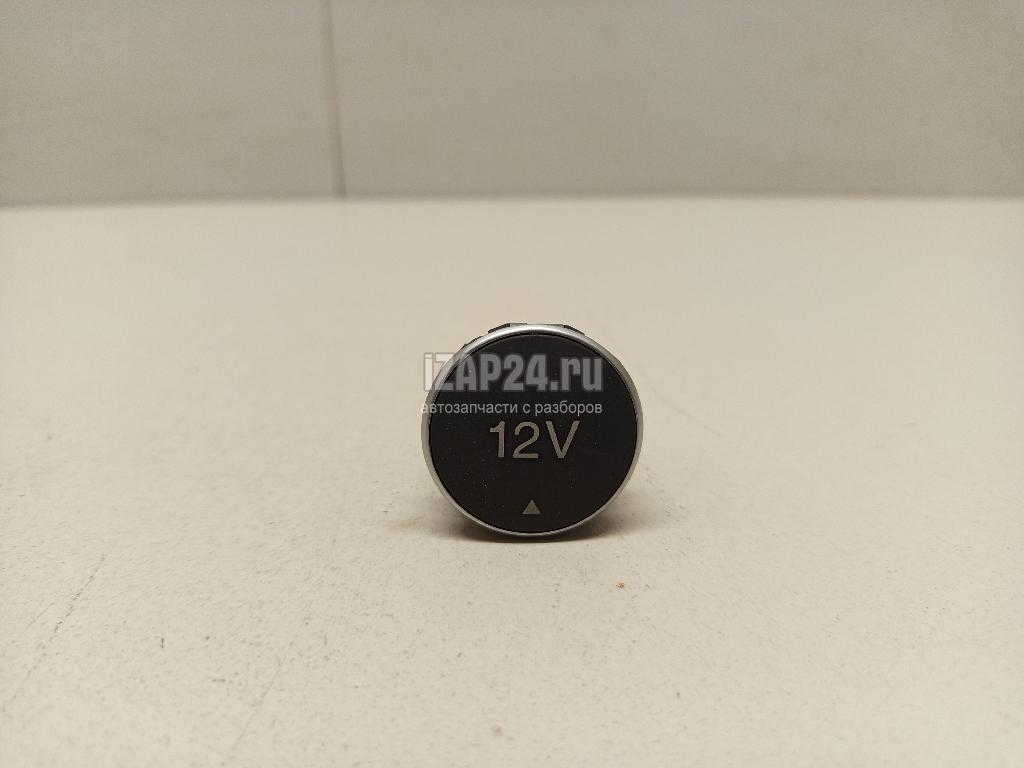 iZAP24.ru
автозапчасти с разборов
12V